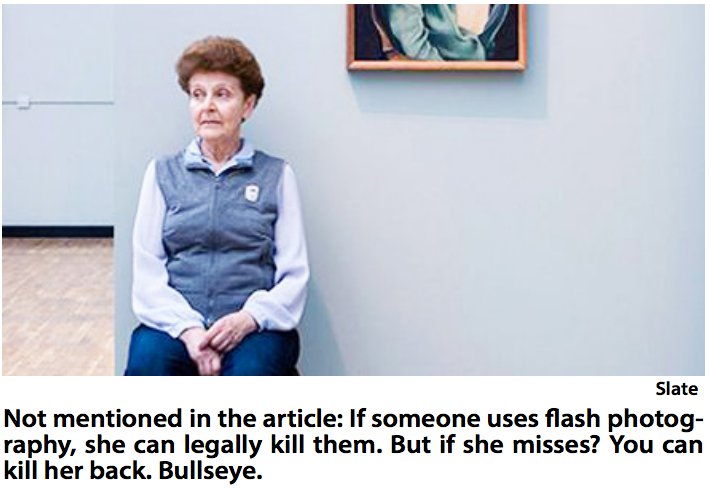 Slate
Not mentioned in the article: If someone uses flash photog-
raphy, she can legally kill them. But if she misses? You can
kill her back. Bullseye.